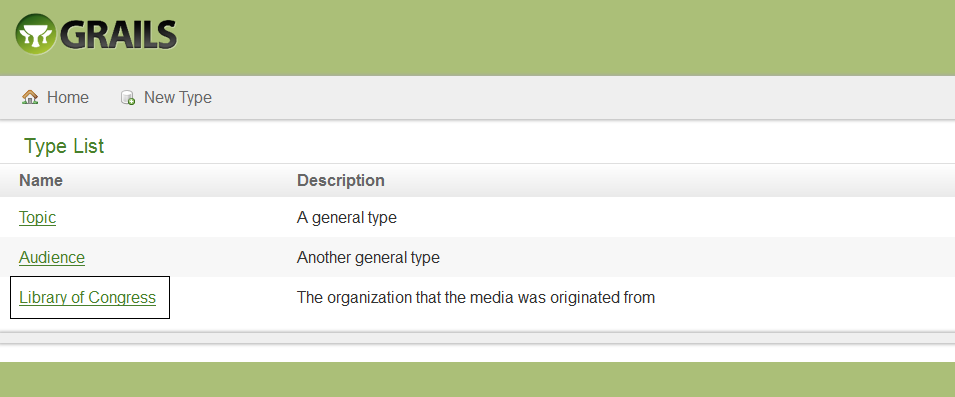 GRAILS
Home New Type
Type List
Name Description
Topic A general type
Audience Another general type
Library of Congress The organization that the media was originated from